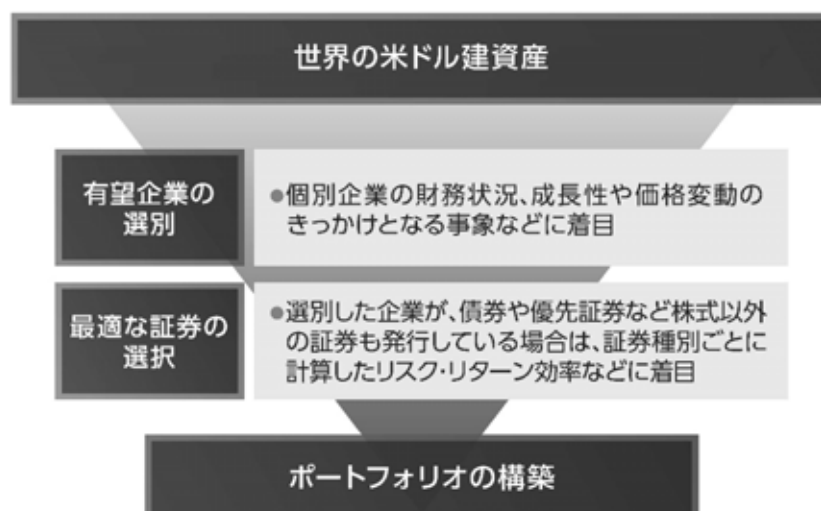 世界の米ドル建資産
有望企業の
選別
●個別企業の財務状況、成長性や価格変動の
きっかけとなる事象などに着目
最適な証券の
選択
●選別した企業が、債券や優先証券など株式以外
の証券も発行している場合は、証券種別ごとに
計算したリスク・リターン効率などに着目
ポートフォリオの構築